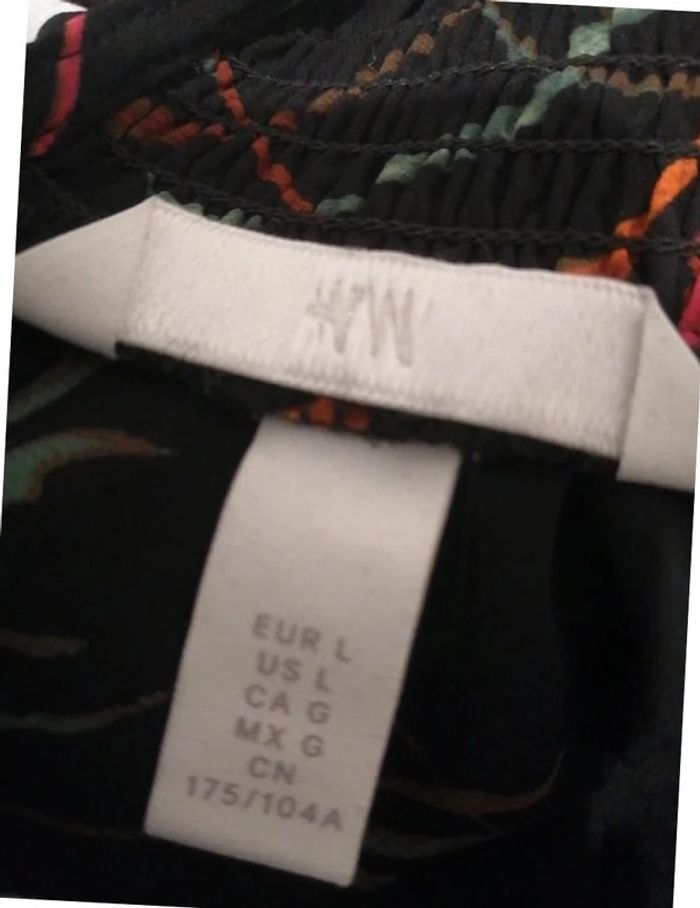 H&M
EUR L
US L
CA G
MX G
CN
175/104A